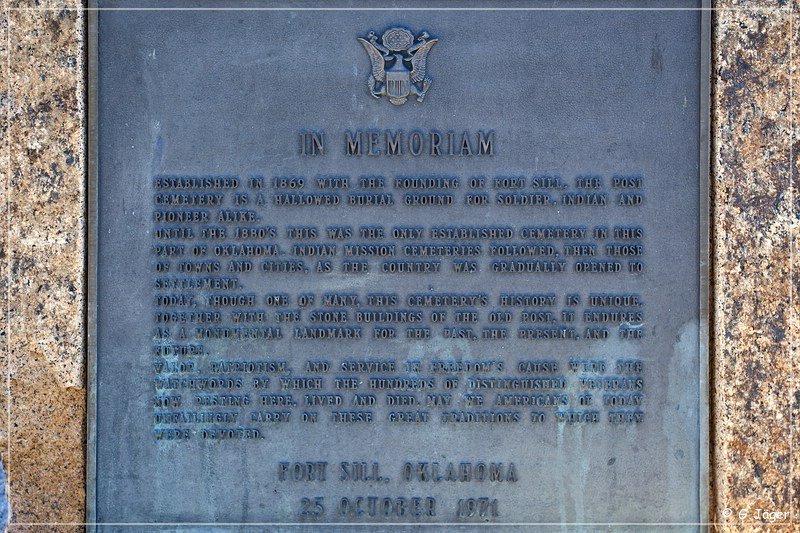 IN MEMORIAM
ESTABLISHED IN 1869 WITH THE FOUNDING OF FORT SILL, THE POST
CEMETERY IS A HALLOWED BURIAL GROUND FOR SOLDIER, INDIAN AND
PIONEER ALIKE.
UNTIL THE 1880'S THIS WAS THE ONLY ESTABLISHED CEMETERY IN THIS
PART OF OKLAHOMA. INDIAN MISSION CEMETERIES FOLLOWED, THEN THOSE
OF TOWNS AND CITIES, AS THE COUNTRY WAS GRADUALLY OPENED TO
SETTLEMENT.
TODAY, THOUGH ONE OF MANY, THIS CEMETERY'S HISTORY IS UNIQUE.
TOGETHER WITH THE STONE BUILDINGS OF THE OLD POST, IT ENDURES
AS A MONUMENTAL LANDMARK FOR THE PAST, THE PRESENT, AND THE
FUTURE.
VALOR, PATRIOTISM, AND SERVICE IN FREEDOM'S CAUSE WERE THE
WATCHWORDS BY WHICH THE HUNDREDS OF DISTINGUISHED VETERANS
NOW RESTING HERE, LIVED AND DIED. MAY WE AMERICANS OF TODAY
UNFAILINGLY CARRY ON THESE GREAT TRADITIONS TO WHICH THEY
WERE DEVOTED.
FORT SILL, OKLAHOMA
25 OCTOBER 1971
© G. Jäger